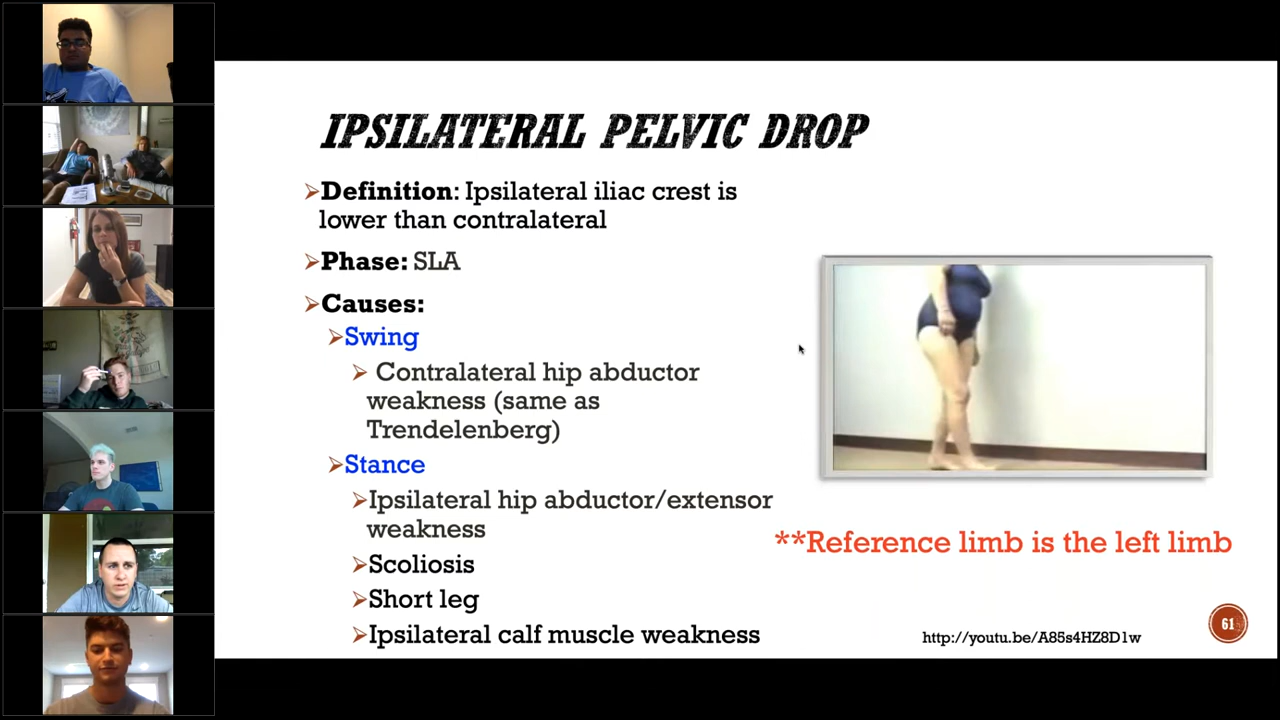 IPSILATERAL PELVIC DROP
Definition: Ipsilateral iliac crest is
lower than contralateral
Phase: SLA
Causes:
Swing
Contralateral hip abductor
weakness (same as
Trendelenberg)
Stance
Ipsilateral hip abductor/extensor
weakness
Scoliosis
Short leg
Ipsilateral calf muscle weakness
**Reference limb is the left limb
http://youtu.be/A85s4HZ8D1w
61